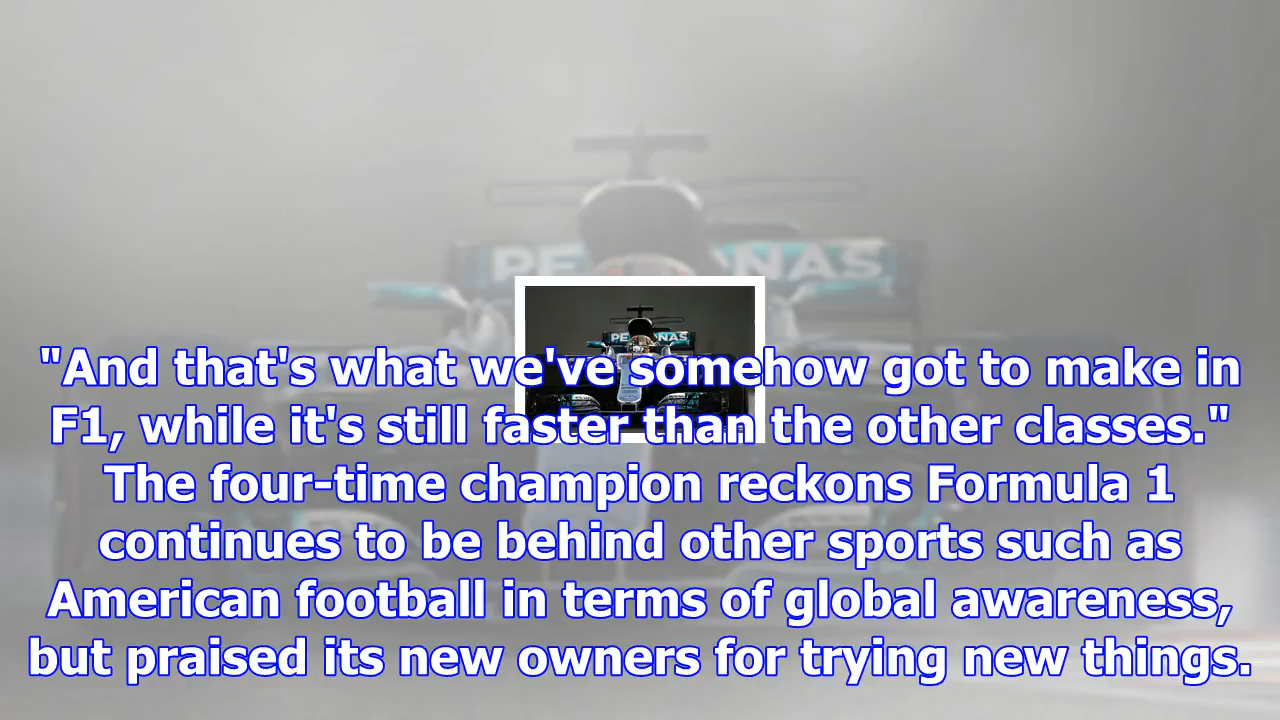 PETRONAS
"And that's what we've somehow got to make in
F1, while it's still faster than the other classes."
The four-time champion reckons Formula 1
continues to be behind other sports such as
American football in terms of global awareness,
but praised its new owners for trying new things.